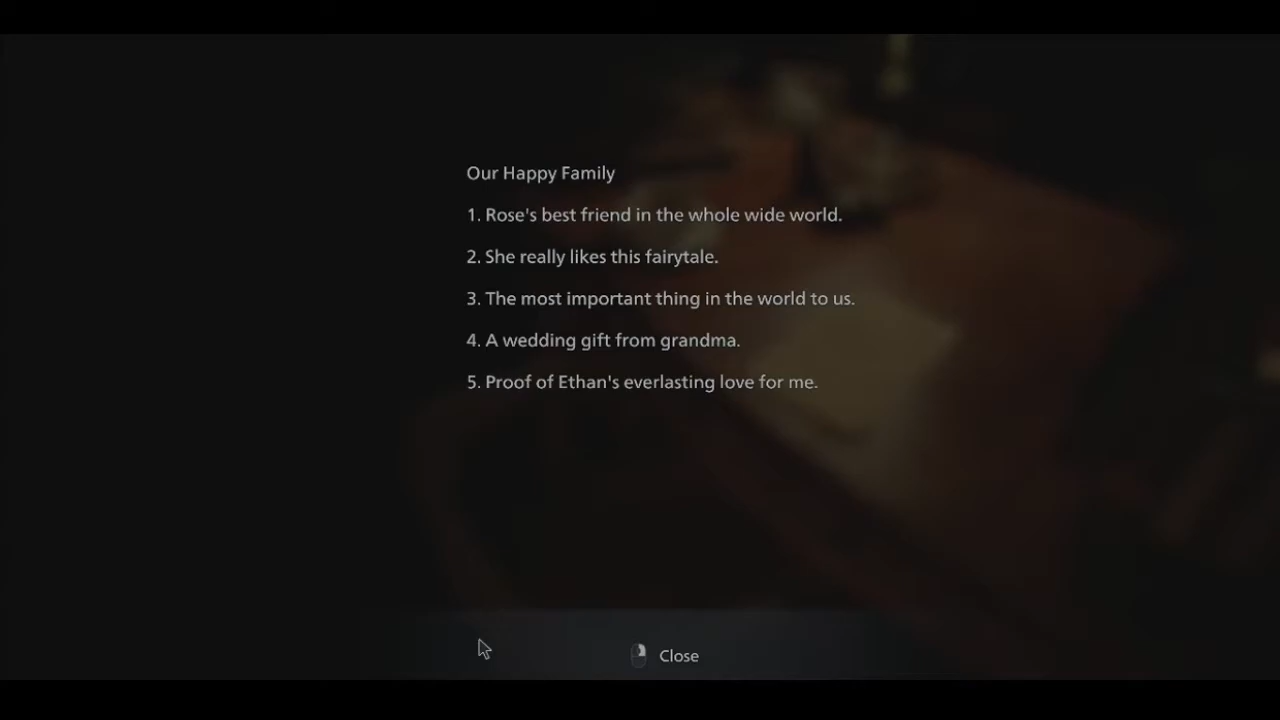 Our Happy Family
1. Rose's best friend in the whole wide world.
2. She really likes this fairytale.
3. The most important thing in the world to us.
4. A wedding gift from grandma.
5. Proof of Ethan's everlasting love for me.
Close